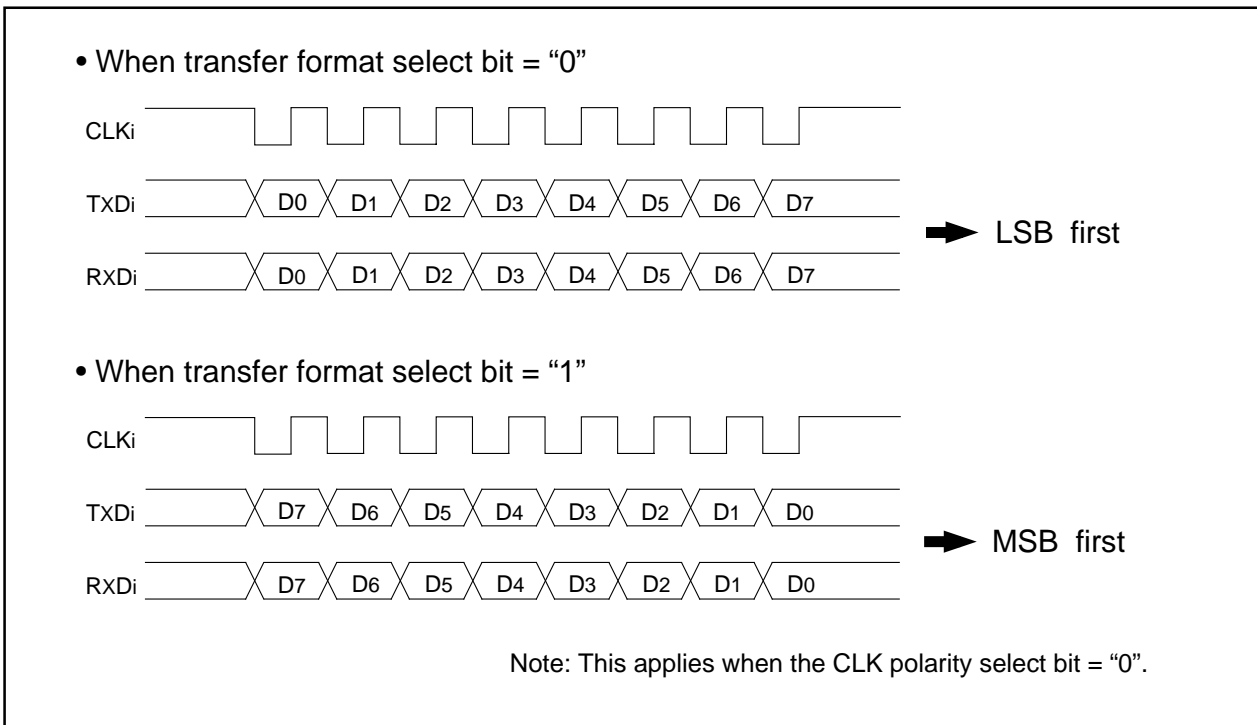 • When transfer format select bit = “0”
CLKi
TXDi D0 D1 D2 D3 D4 D5 D6 D7
RXDi D0 D1 D2 D3 D4 D5 D6 D7
LSB first
• When transfer format select bit = “1”
CLKi
TXDi D7 D6 D5 D4 D3 D2 D1 D0
RXDi D7 D6 D5 D4 D3 D2 D1 D0
MSB first
Note: This applies when the CLK polarity select bit = “0”.